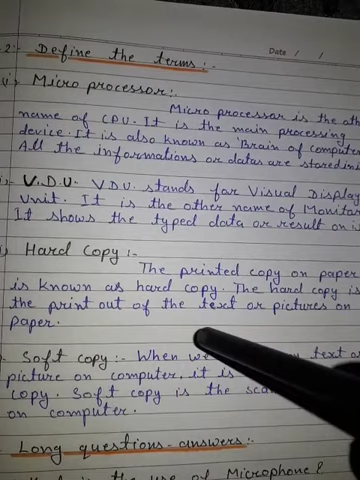 2:- Define the terms:-
Date / /
i) Micro processor:
Micro processor is the oth
name of CPU. It is the main processing
device. It is also known as 'Brain of computer
All the informations or datas are stored in i
V.D.U. VDU stands for Visual Display
Unit. It is the other name of Monitor
It shows the typed data or result on i
i) Hard Copy :-
The printed copy on paper
is known as hard copy. The hard copy is
the print out of the text or pictures on
paper.
Soft copy :- When we text or
picture on computer, it is
copy. Soft copy is the
on computer.
Long questions-answers:-
the use of Microphone?